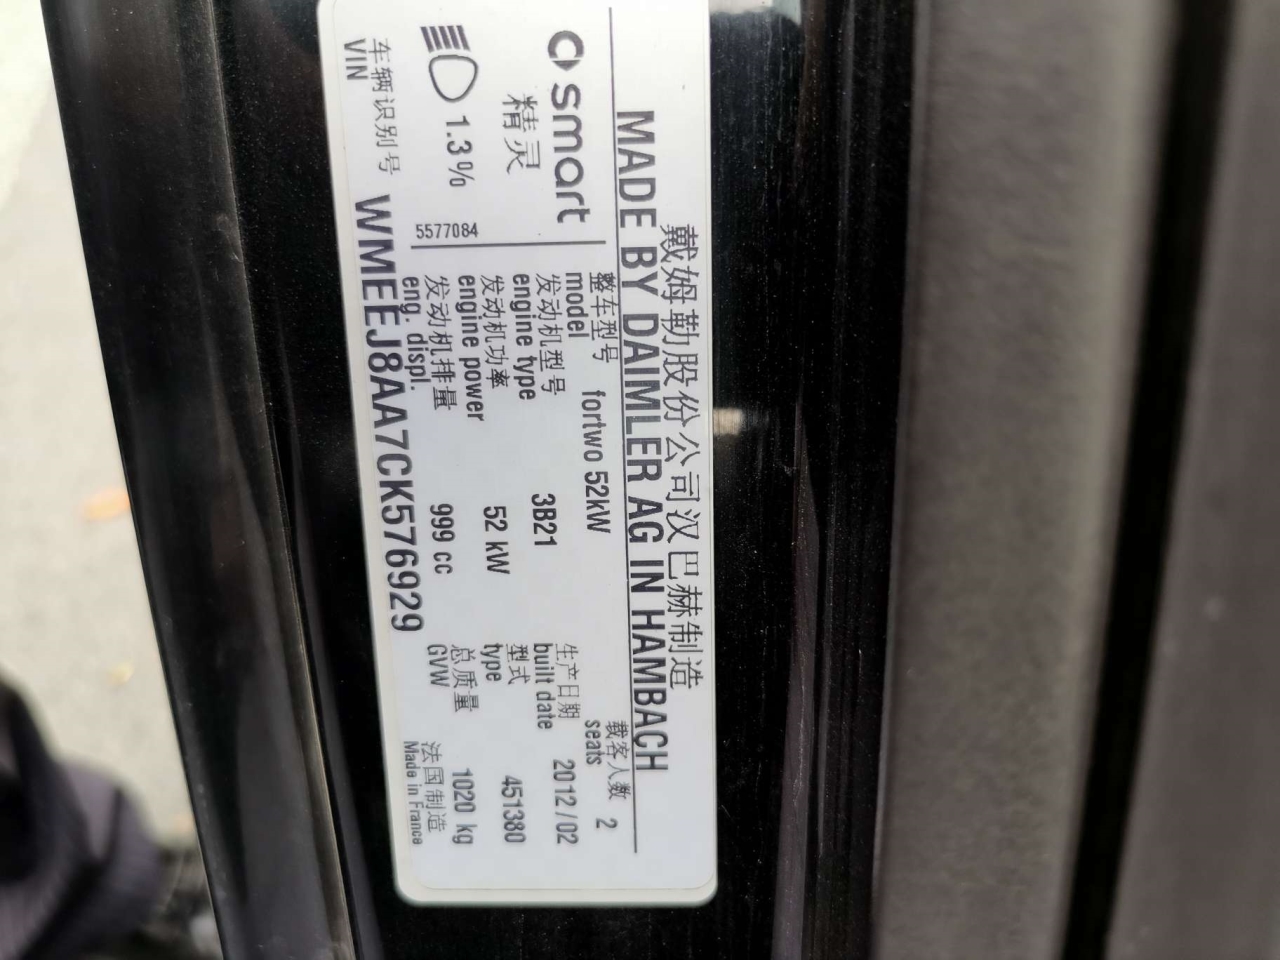 戴姆勒股份公司汉巴赫制造
MADE BY DAIMLER AG IN HAMBACH
smart
精灵
1.3%
5577084
整车型号
model fortwo 52kW
载客人数
seats 2
发动机型号
engine type 3B21
生产日期
built date 2012/02
发动机功率
engine power 52 kW
型式
type 451380
发动机排量
eng. displ. 999 cc
总质量
GVW 1020 kg
车辆识别号
VIN WMEEJ8AA7CK576929
法国制造
Made in France